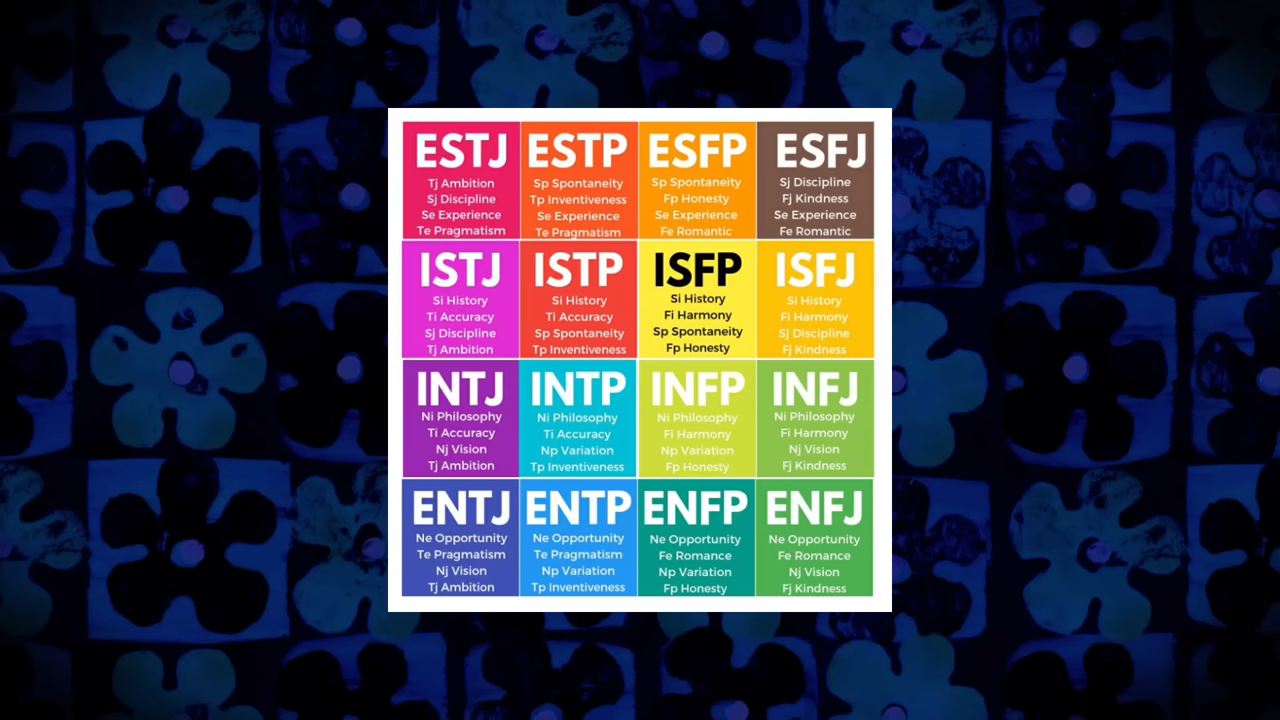 ESTJ
Tj Ambition
Sj Discipline
Se Experience
Te Pragmatism
ESTP
Sp Spontaneity
Tp Inventiveness
Se Experience
Te Pragmatism
ESFP
Sp Spontaneity
Fp Honesty
Se Experience
Fe Romantic
ESFJ
Sj Discipline
Fj Kindness
Se Experience
Fe Romantic
ISTJ
Si History
Ti Accuracy
Sj Discipline
Tj Ambition
ISTP
Si History
Ti Accuracy
Sp Spontaneity
Tp Inventiveness
ISFP
Si History
Fi Harmony
Sp Spontaneity
Fp Honesty
ISFJ
Si History
Fi Harmony
Sj Discipline
Fj Kindness
INTJ
Ni Philosophy
Ti Accuracy
Nj Vision
Tj Ambition
INTP
Ni Philosophy
Ti Accuracy
Np Variation
Tp Inventiveness
INFP
Ni Philosophy
Fi Harmony
Np Variation
Fp Honesty
INFJ
Ni Philosophy
Fi Harmony
Nj Vision
Fj Kindness
ENTJ
Ne Opportunity
Te Pragmatism
Nj Vision
Tj Ambition
ENTP
Ne Opportunity
Te Pragmatism
Np Variation
Tp Inventiveness
ENFP
Ne Opportunity
Fe Romance
Np Variation
Fp Honesty
ENFJ
Ne Opportunity
Fe Romance
Nj Vision
Fj Kindness